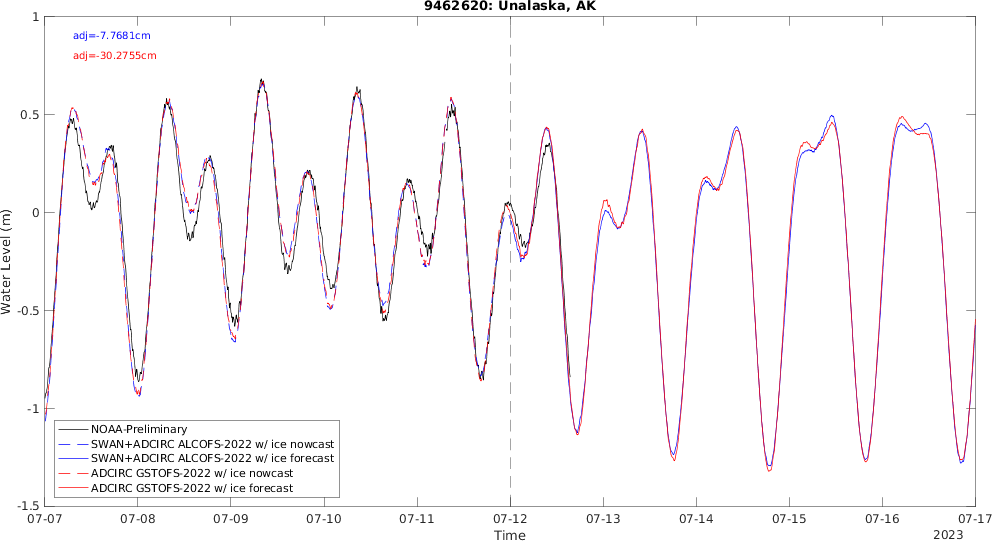 9462620: Unalaska, AK
adj=-7.7681cm
adj=-30.2755cm
Water Level (m)
1
0.5
0
-0.5
-1
-1.5
NOAA-Preliminary
SWAN+ADCIRC ALCOFS-2022 w/ ice nowcast
SWAN+ADCIRC ALCOFS-2022 w/ ice forecast
ADCIRC GSTOFS-2022 w/ ice nowcast
ADCIRC GSTOFS-2022 w/ ice forecast
07-07 07-08 07-09 07-10 07-11 07-12 07-13 07-14 07-15 07-16 07-17
Time
2023